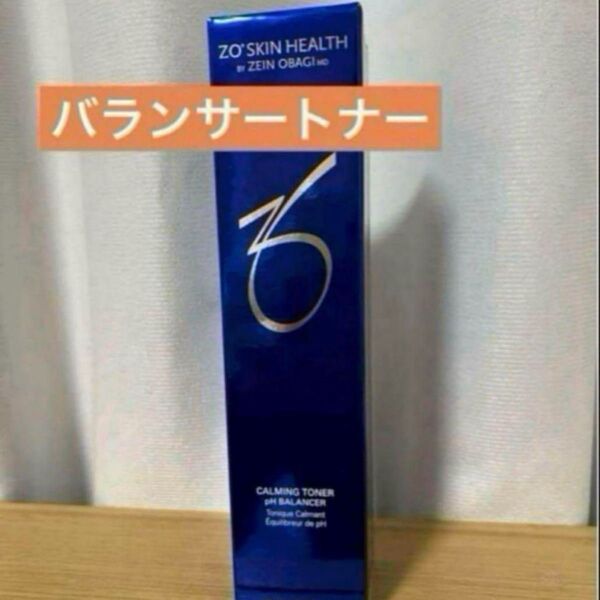 ZO® SKIN HEALTH
BY ZEIN OBAGI MD
バランサートナー
CALMING TONER
pH BALANCER
Tonique Calmant
Équilibreur de pH